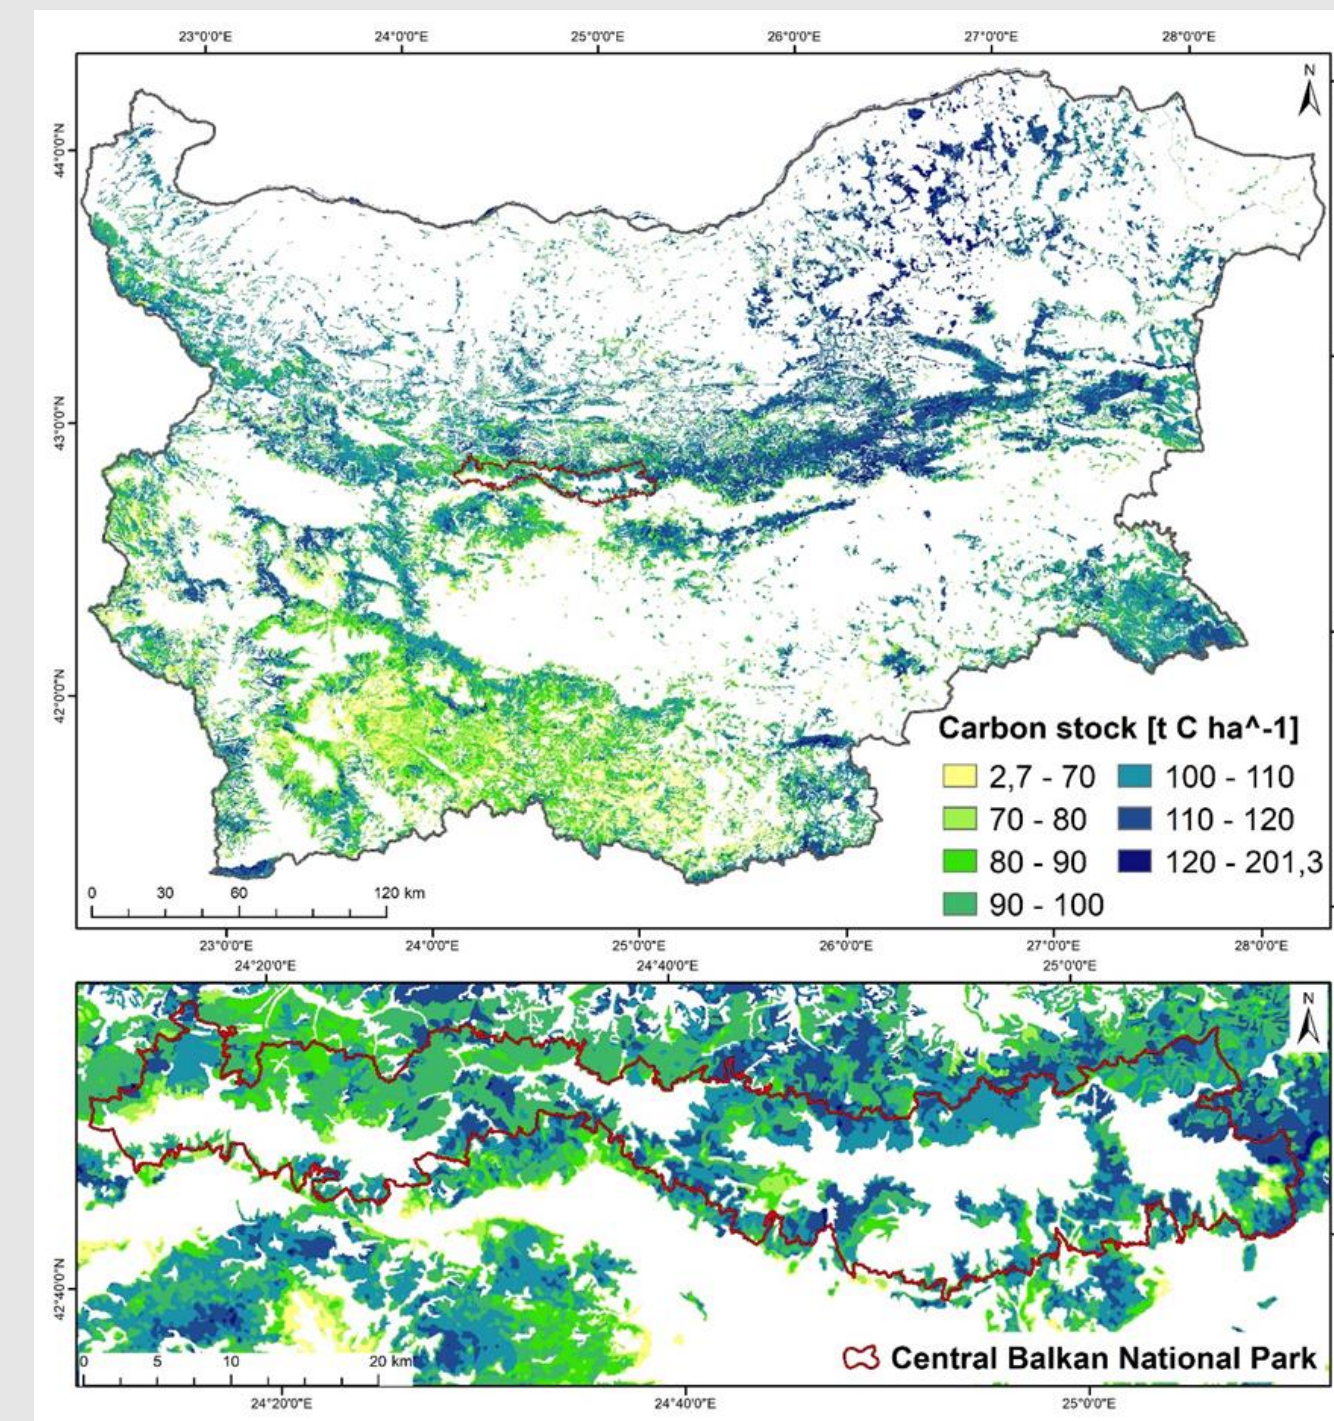 23°0'0"E 24°0'0"E 25°0'0"E 26°0'0"E 27°0'0"E 28°0'0"E
N
44°0'0"N
43°0'0"N
42°0'0"N
Carbon stock [t C ha^-1]
2,7 - 70 100 - 110
70 - 80 110 - 120
80 - 90 120 - 201,3
90 - 100
0 30 60 120 km
23°0'0"E 24°0'0"E 25°0'0"E 26°0'0"E 27°0'0"E 28°0'0"E
24°20'0"E 24°40'0"E 25°0'0"E
N
42°40'0"N
0 5 10 20 km
Central Balkan National Park
24°20'0"E 24°40'0"E 25°0'0"E